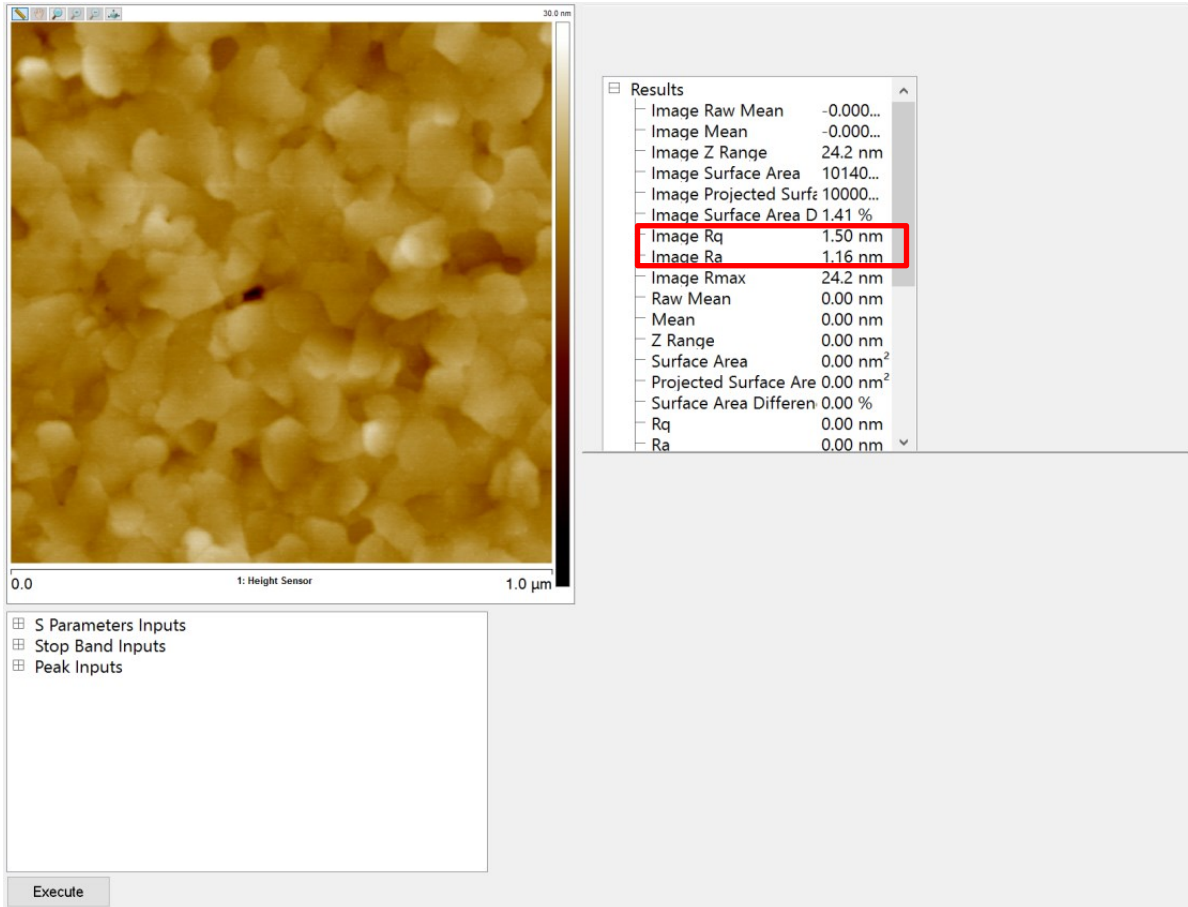 30.0 nm
0.0
1: Height Sensor
1.0 µm
Results
Image Raw Mean -0.000...
Image Mean -0.000...
Image Z Range 24.2 nm
Image Surface Area 10140...
Image Projected Surfa 10000...
Image Surface Area D 1.41 %
Image Rq 1.50 nm
Image Ra 1.16 nm
Image Rmax 24.2 nm
Raw Mean 0.00 nm
Mean 0.00 nm
Z Range 0.00 nm
Surface Area 0.00 nm²
Projected Surface Are 0.00 nm²
Surface Area Differen 0.00 %
Rq 0.00 nm
Ra 0.00 nm
S Parameters Inputs
Stop Band Inputs
Peak Inputs
Execute